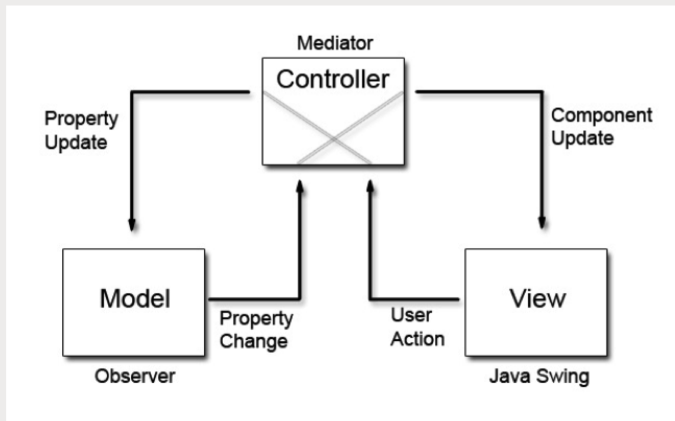 Mediator
Controller
Property
Update
Component
Update
Model
Property
Change
User
Action
View
Observer
Java Swing